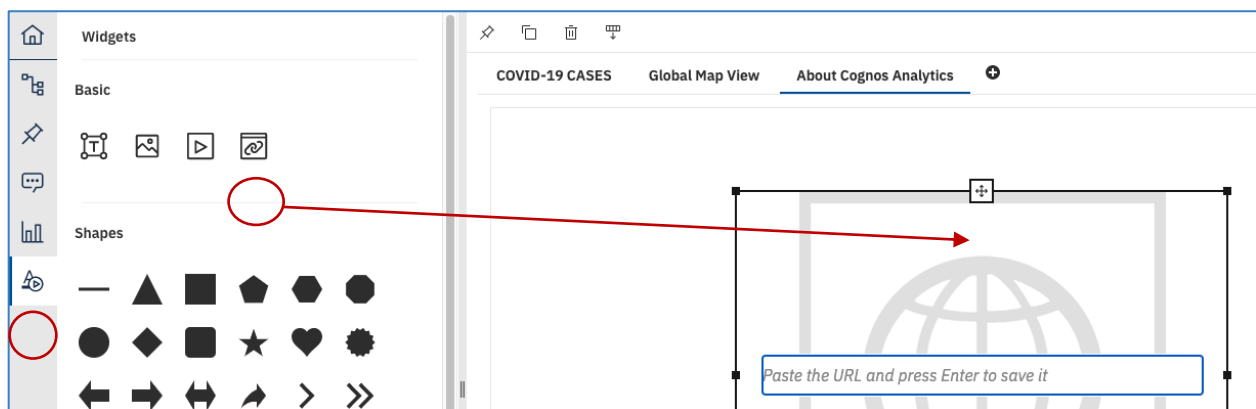 Widgets
Basic
Shapes
COVID-19 CASES Global Map View About Cognos Analytics
Paste the URL and press Enter to save it